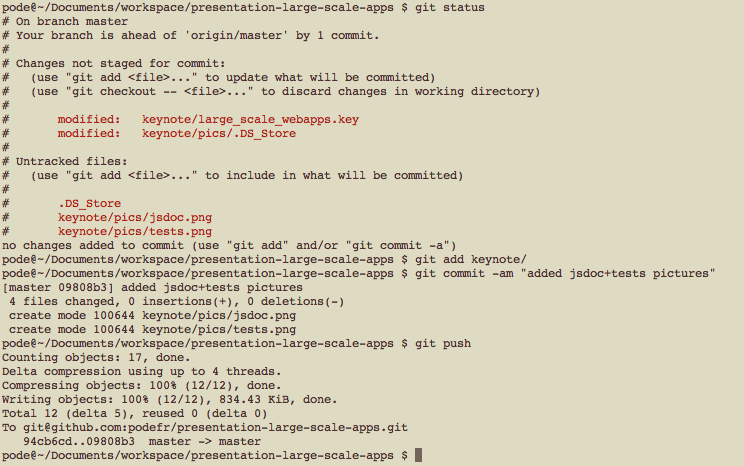 pode@~/Documents/workspace/presentation-large-scale-apps $ git status
# On branch master
# Your branch is ahead of 'origin/master' by 1 commit.
#
# Changes not staged for commit:
#   (use "git add <file>..." to update what will be committed)
#   (use "git checkout -- <file>..." to discard changes in working directory)
#
#       modified:   keynote/large_scale_webapps.key
#       modified:   keynote/pics/.DS_Store
#
# Untracked files:
#   (use "git add <file>..." to include in what will be committed)
#
#       .DS_Store
#       keynote/pics/jsdoc.png
#       keynote/pics/tests.png
no changes added to commit (use "git add" and/or "git commit -a")
pode@~/Documents/workspace/presentation-large-scale-apps $ git add keynote/
pode@~/Documents/workspace/presentation-large-scale-apps $ git commit -am "added jsdoc+tests pictures"
[master 09808b3] added jsdoc+tests pictures
 4 files changed, 0 insertions(+), 0 deletions(-)
 create mode 100644 keynote/pics/jsdoc.png
 create mode 100644 keynote/pics/tests.png
pode@~/Documents/workspace/presentation-large-scale-apps $ git push
Counting objects: 17, done.
Delta compression using up to 4 threads.
Compressing objects: 100% (12/12), done.
Writing objects: 100% (12/12), 834.43 KiB, done.
Total 12 (delta 5), reused 0 (delta 0)
To git@github.com:podefr/presentation-large-scale-apps.git
   94cb6cd..09808b3  master -> master
pode@~/Documents/workspace/presentation-large-scale-apps $